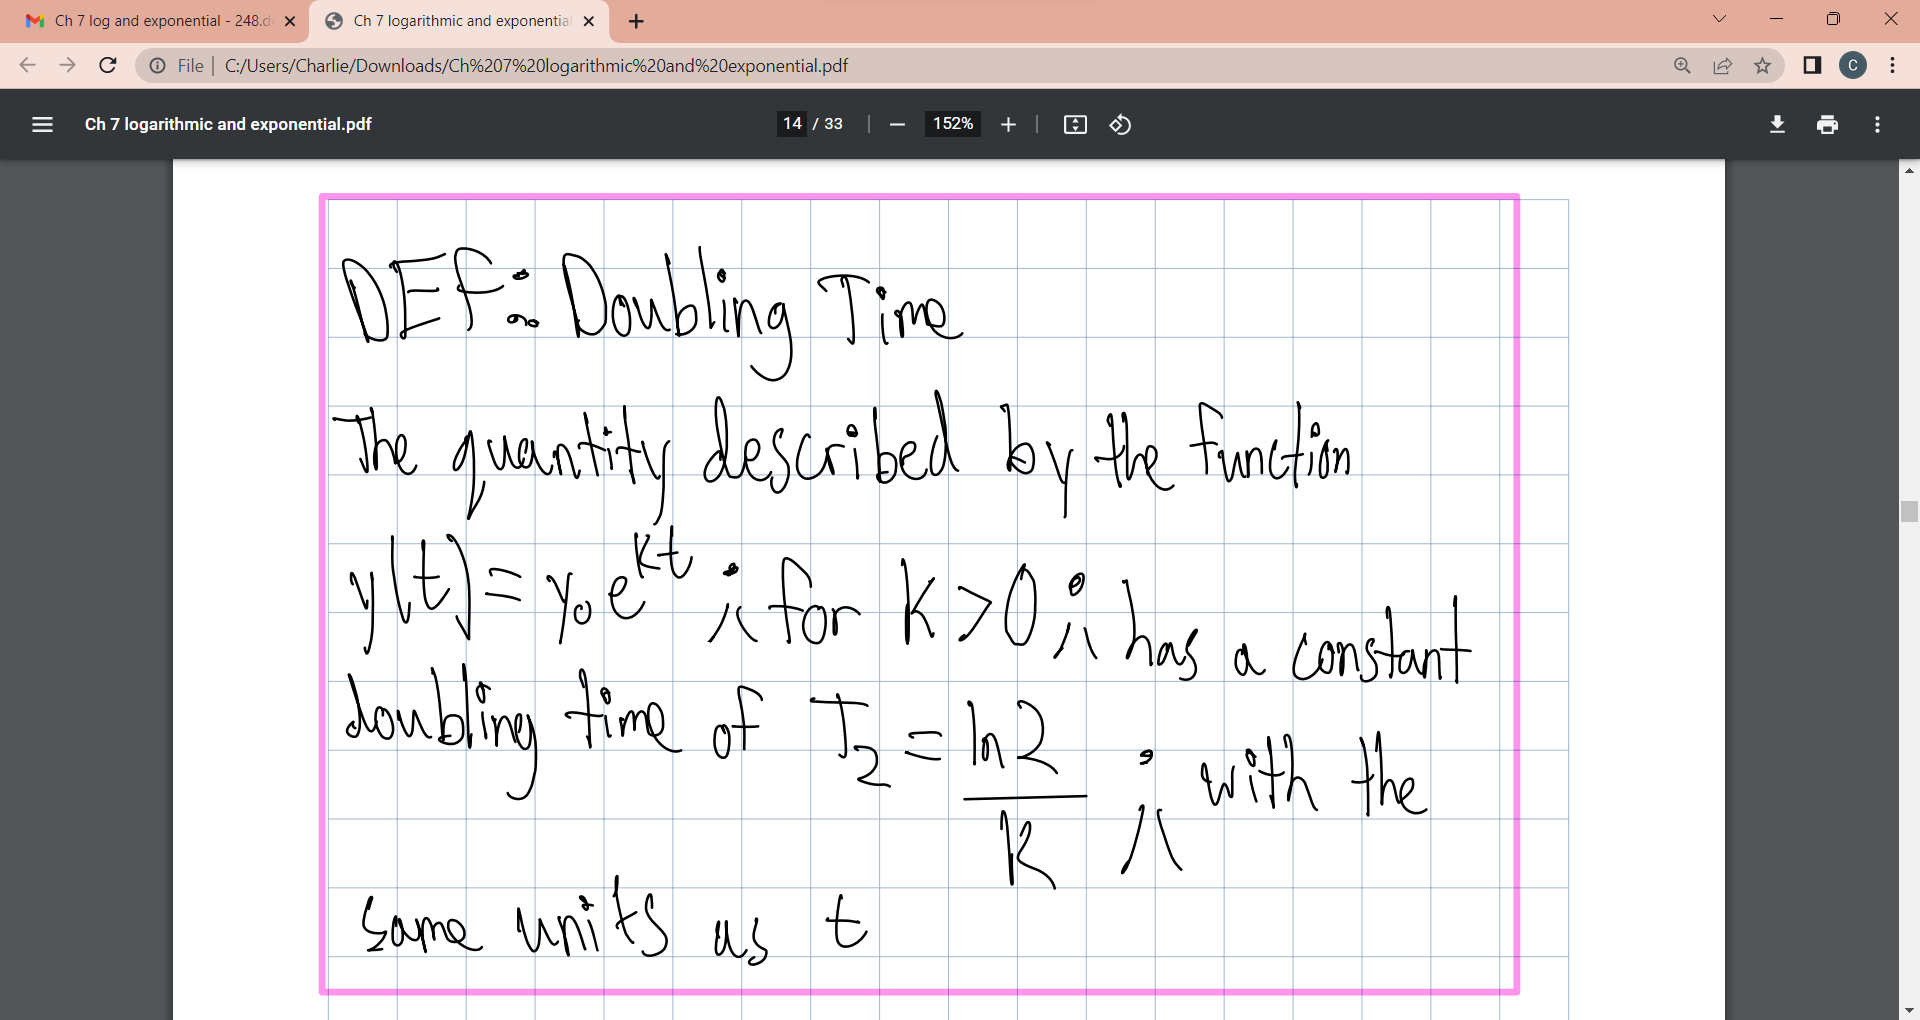 Ch 7 log and exponential - 248.d
Ch 7 logarithmic and exponential
File | C:/Users/Charlie/Downloads/Ch%207%20logarithmic%20and%20exponential.pdf
C
Ch 7 logarithmic and exponential.pdf
14 / 33
152%
DEF: Doubling Time
The quantity described by the function
y(t) = y₀e^kt ; for k > 0 ; has a constant
doubling time of T₂ = ln2/k ; with the
same units as t